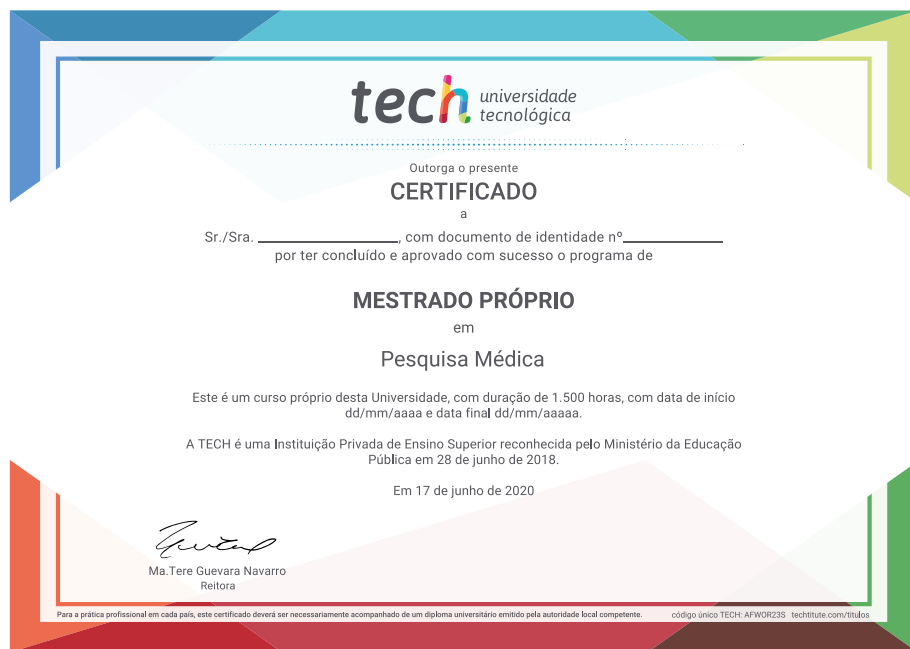 tech universidade
tecnológica
Outorga o presente
CERTIFICADO
a
Sr./Sra. ____________, com documento de identidade nº_________
por ter concluído e aprovado com sucesso o programa de
MESTRADO PRÓPRIO
em
Pesquisa Médica
Este é um curso próprio desta Universidade, com duração de 1.500 horas, com data de início
dd/mm/aaaa e data final dd/mm/aaaaa.
A TECH é uma Instituição Privada de Ensino Superior reconhecida pelo Ministério da Educação
Pública em 28 de junho de 2018.
Em 17 de junho de 2020
Ma.Tere Guevara Navarro
Reitora
Para a prática profissional em cada país, este certificado deverá ser necessariamente acompanhado de um diploma universitário emitido pela autoridade local competente.
código único TECH: AFWOR23S techtitute.com/titulos